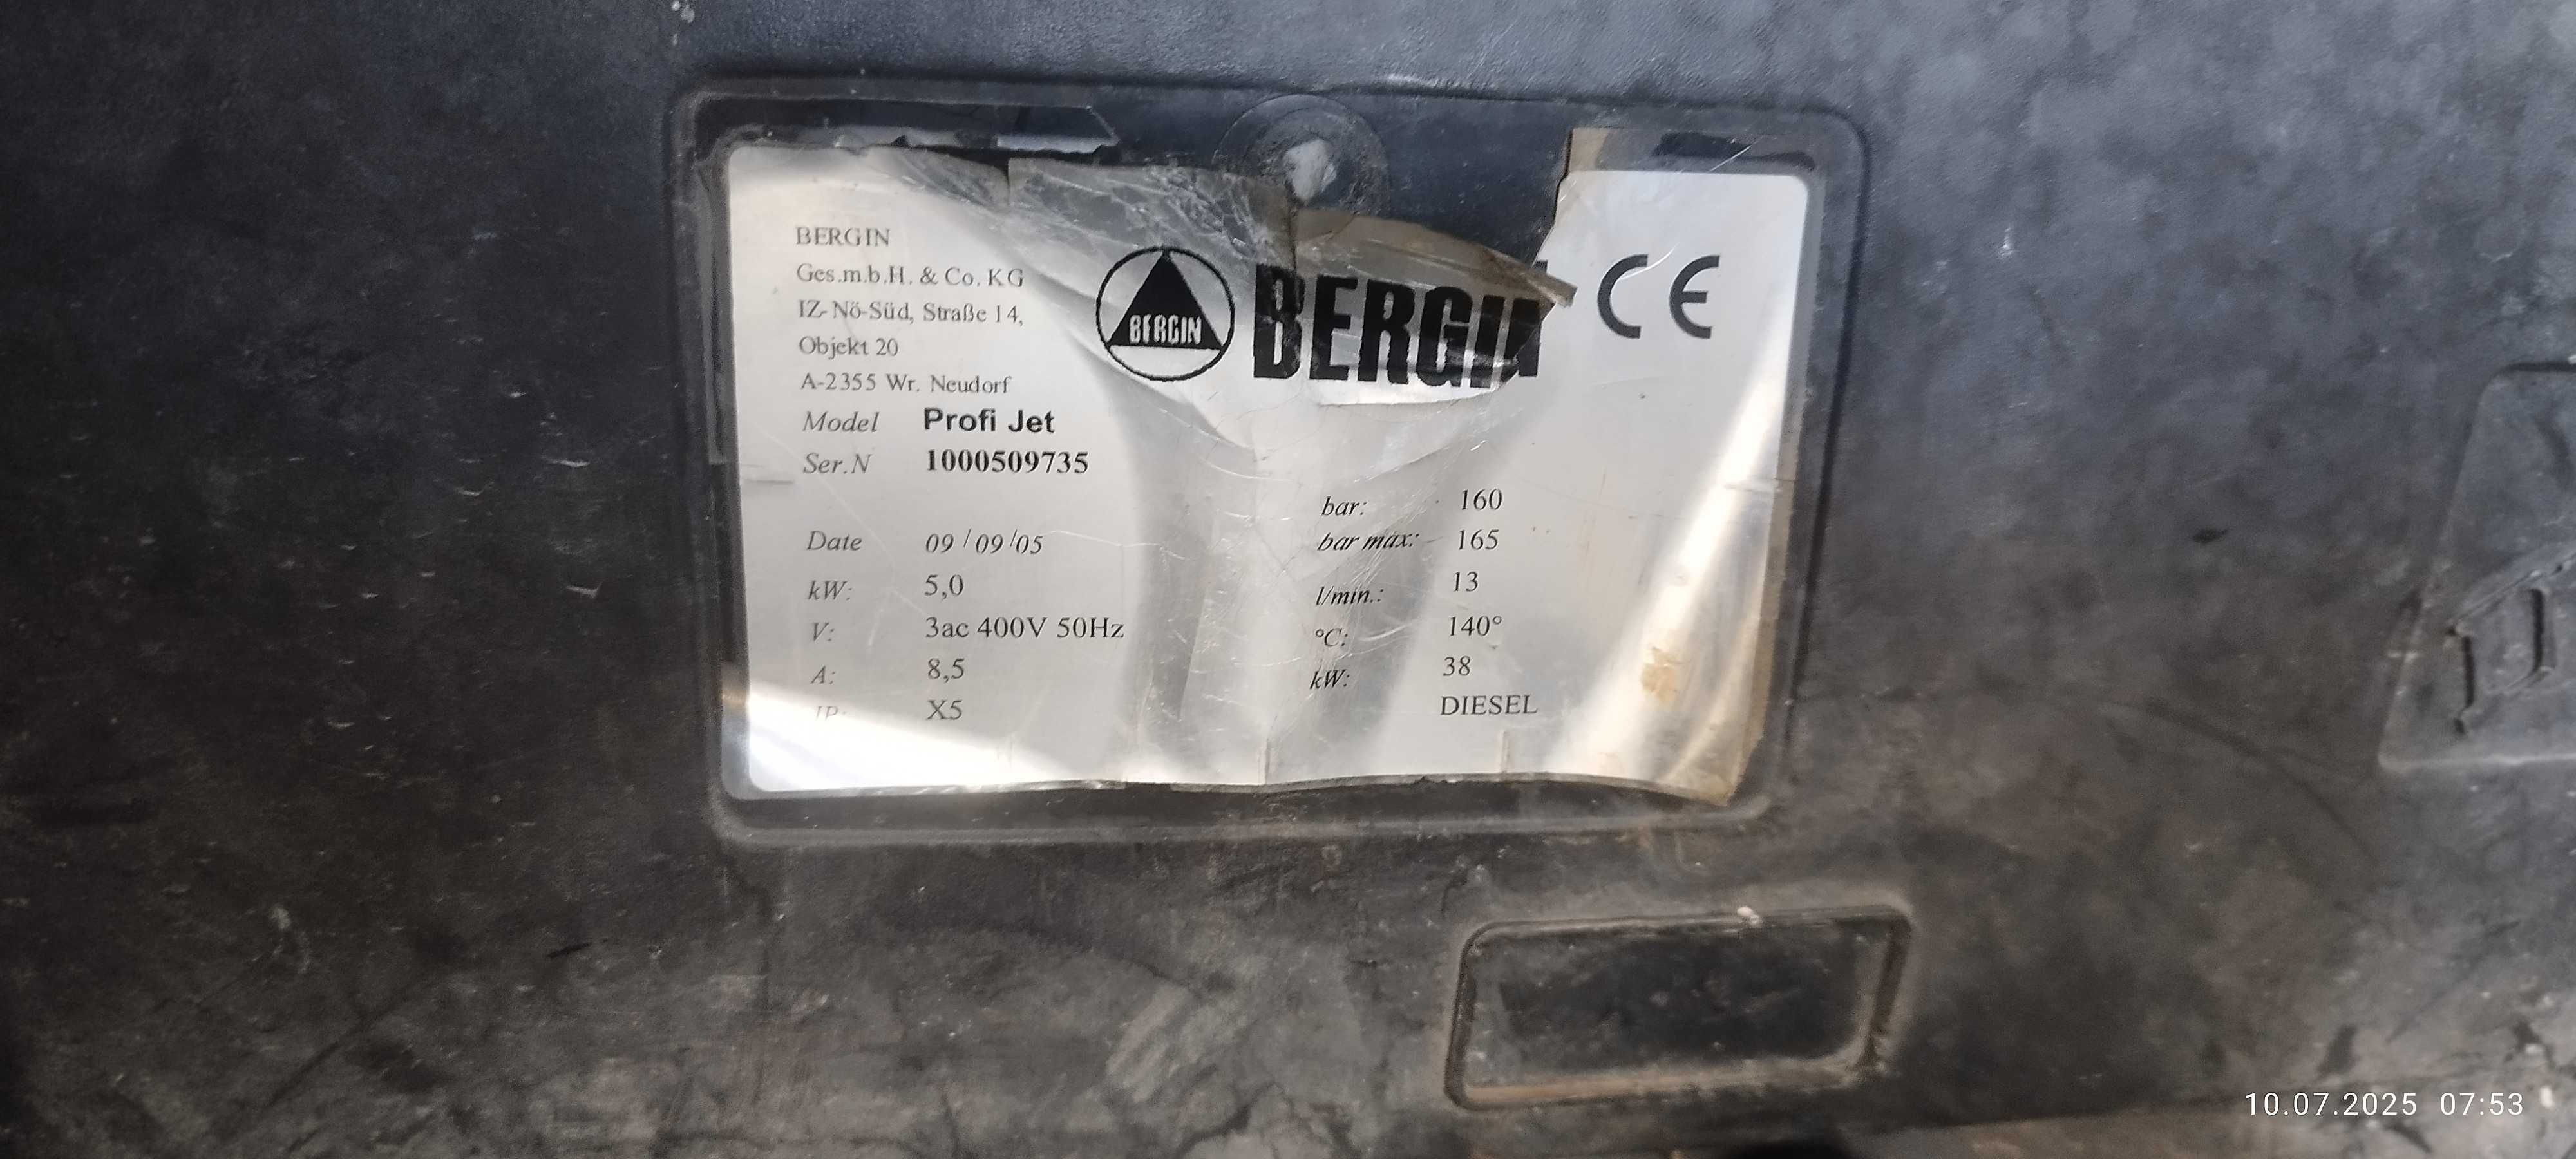 BERGIN
Ges.m.b.H. & Co. KG
IZ-Nö-Süd, Straße 14,
Objekt 20
A-2355 Wr. Neudorf
BERGIN
BERGIN
CE
Model Profi Jet
Ser.N 1000509735
Date 09/09/05
kW: 5,0
V: 3ac 400V 50Hz
A: 8,5
IP: X5
bar: 160
bar max: 165
l/min.: 13
°C: 140°
kW: 38
DIESEL
10.07.2025 07:53